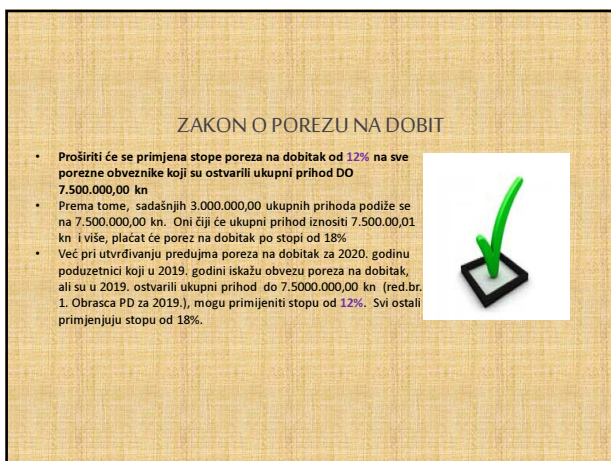 ZAKON O POREZU NA DOBIT
• Proširiti će se primjena stope poreza na dobitak od 12% na sve
porezne obveznike koji su ostvarili ukupni prihod DO
7.500.000,00 kn
• Prema tome, sadašnjih 3.000.000,00 ukupnih prihoda podiže se
na 7.500.000,00 kn. Oni čiji će ukupni prihod iznositi 7.500.00,01
kn i više, plaćat će porez na dobitak po stopi od 18%
• Već pri utvrđivanju predujma poreza na dobitak za 2020. godinu
poduzetnici koji u 2019. godini iskažu obvezu poreza na dobitak,
ali su u 2019. ostvarili ukupni prihod do 7.5000.000,00 kn (red.br.
1. Obrasca PD za 2019.), mogu primijeniti stopu od 12%. Svi ostali
primjenjuju stopu od 18%.